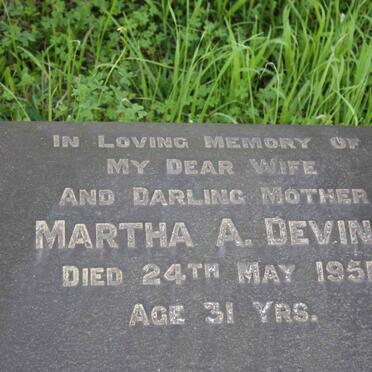 In Loving Memory Of
My Dear Wife
And Darling Mother
Martha A. Devin
Died 24th May 195
Age 31 Yrs.